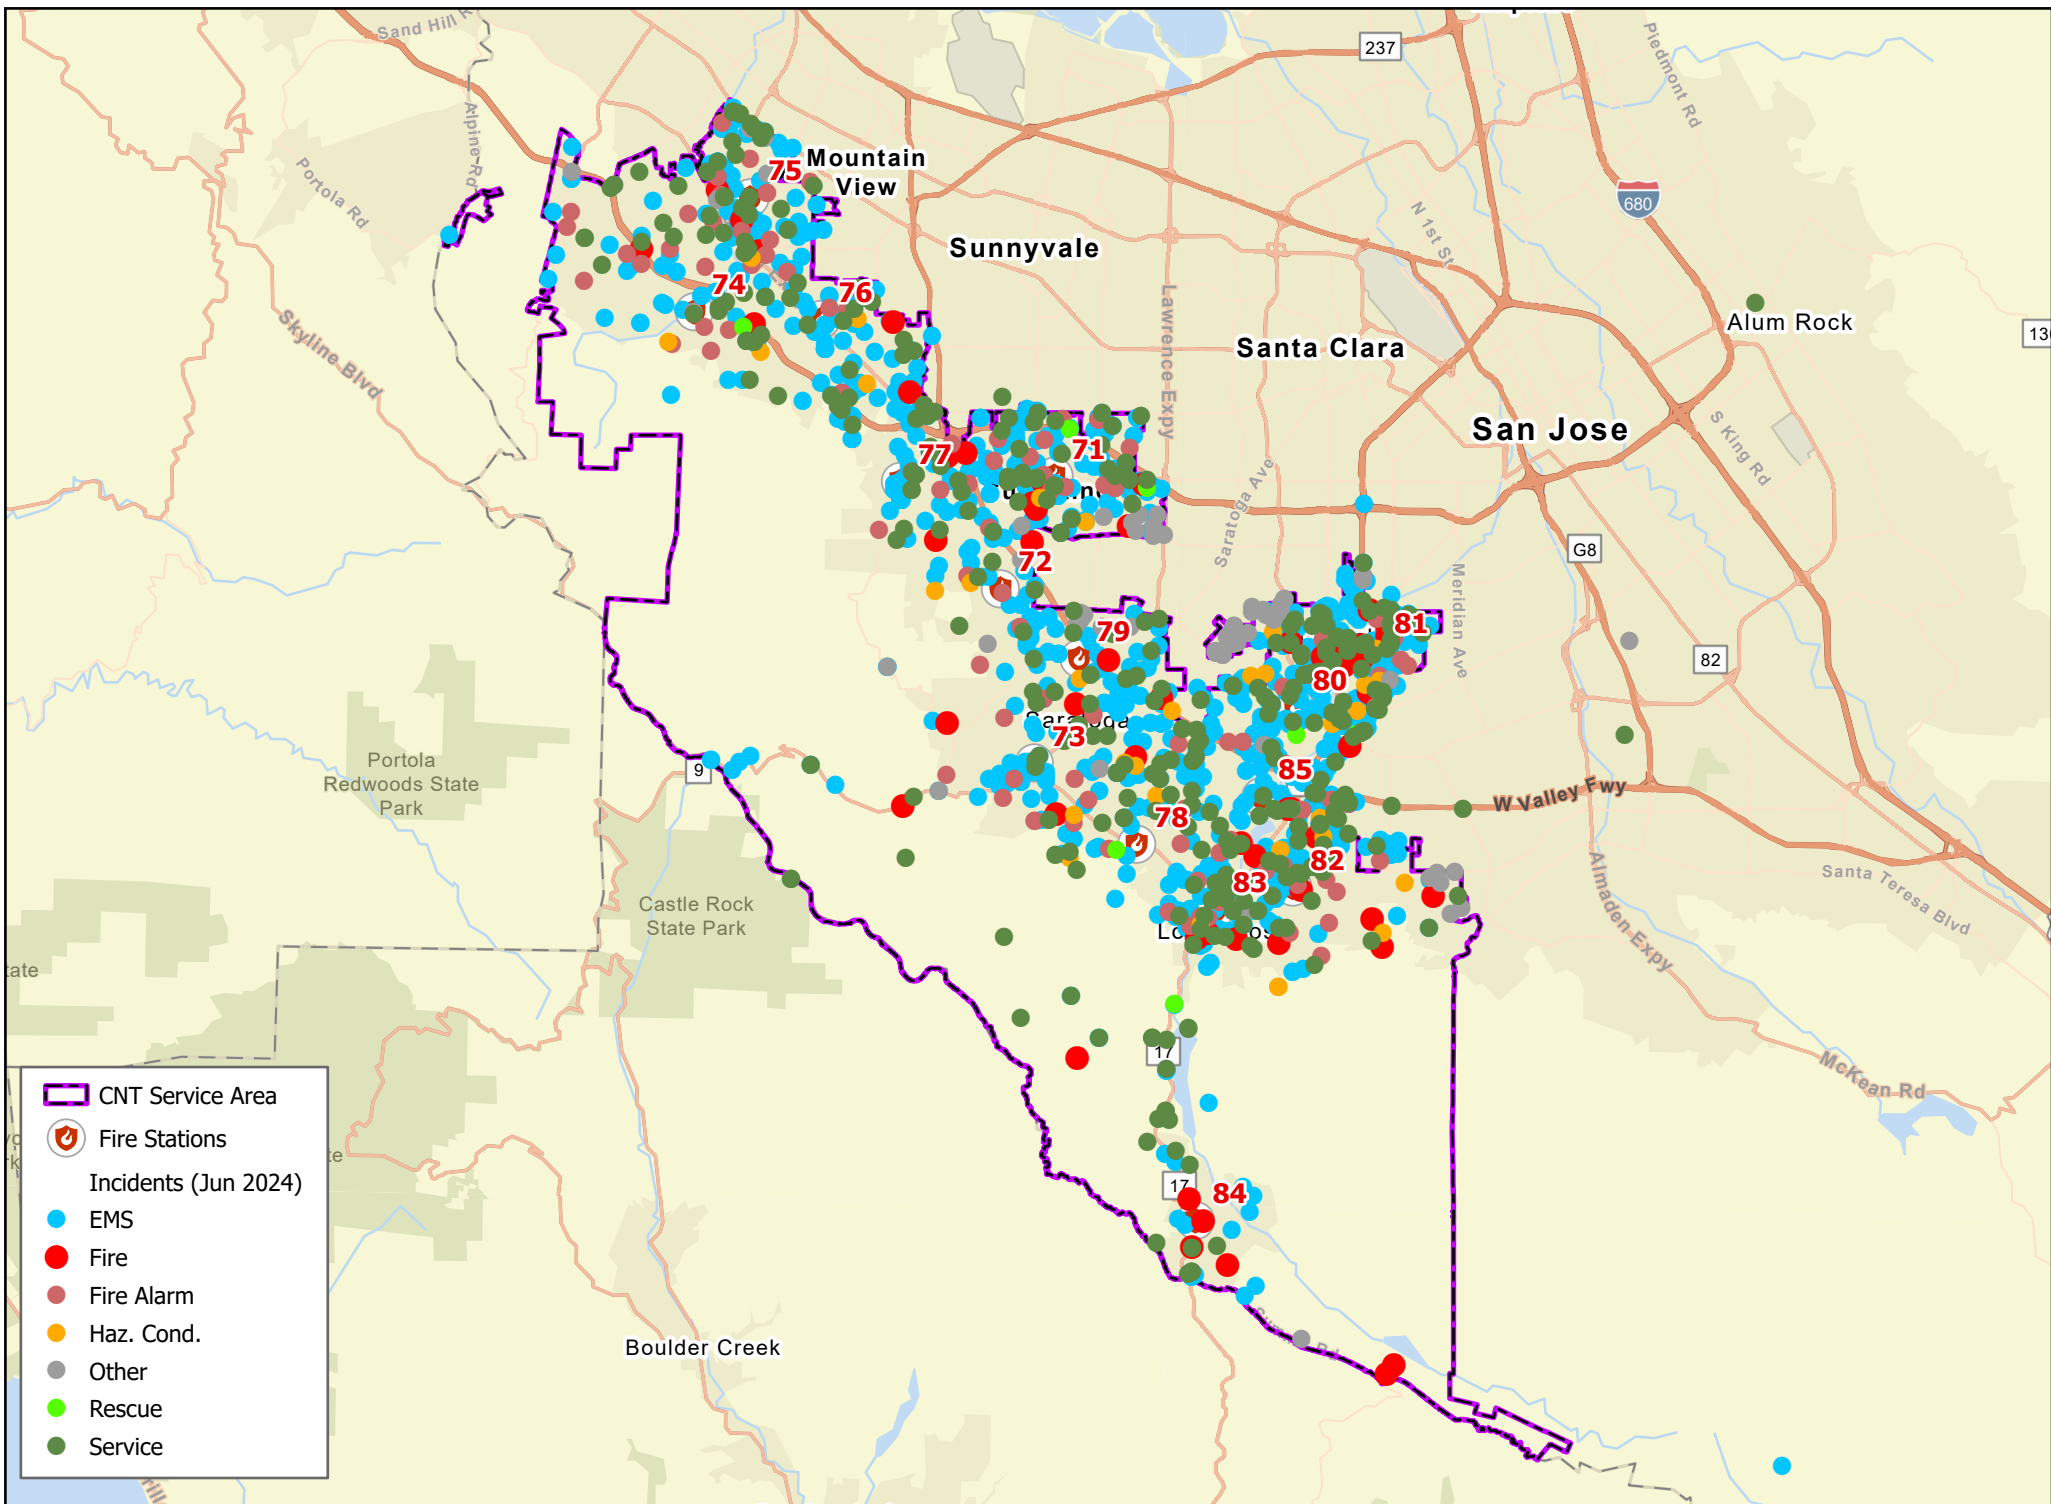 Sand Hill R
237
Piedmont Rd
Alpine Rd
Portola Rd
75
Mountain
View
680
N 1st St
Sunnyvale
74
76
Skyline Blvd
Lawrence Expy
Santa Clara
Alum Rock
130
San Jose
S King Rd
77
71
Saratoga Ave
G8
72
Meridian Ave
79
81
82
80
Saratoga
73
9
85
Portola
Redwoods State
Park
W Valley Fwy
78
82
83
Castle Rock
State Park
Almaden Expy
Santa Teresa Blvd
tate
17
McKean Rd
17
84
Summit Rd
Boulder Creek
CNT Service Area
Fire Stations
Incidents (Jun 2024)
EMS
Fire
Fire Alarm
Haz. Cond.
Other
Rescue
Service